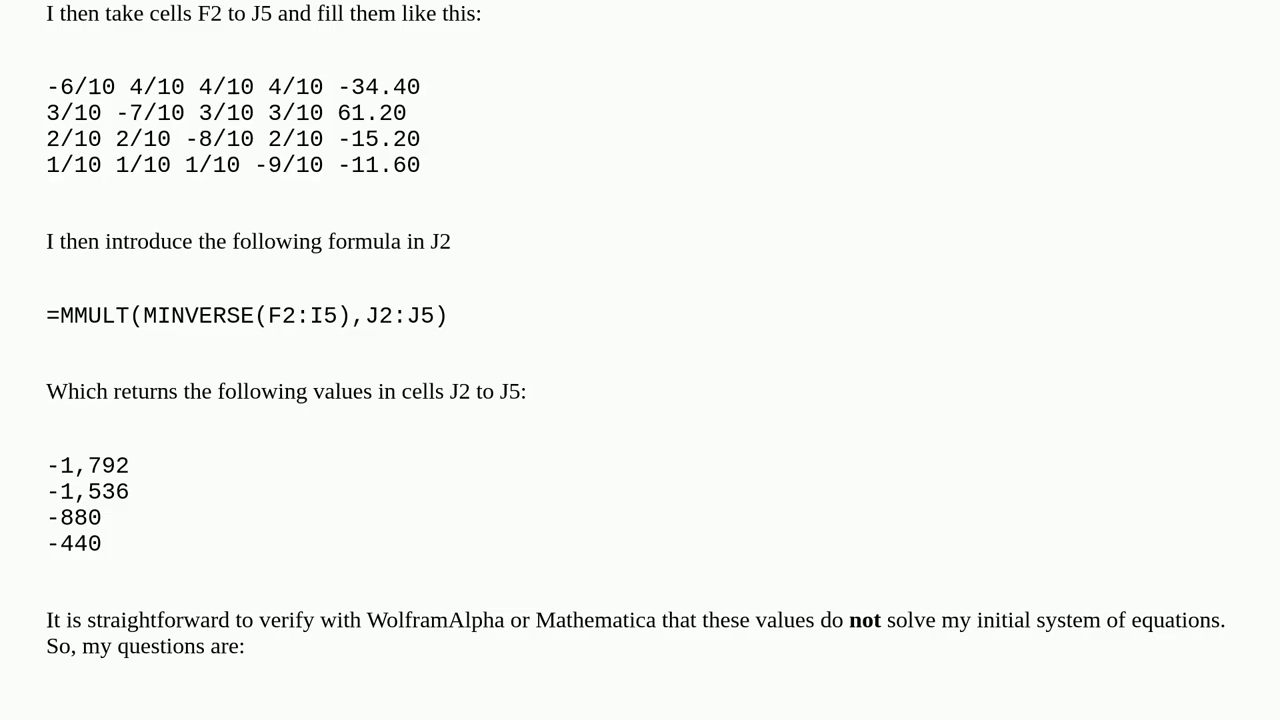 I then take cells F2 to J5 and fill them like this:
-6/10 4/10 4/10 4/10 -34.40
3/10 -7/10 3/10 3/10 61.20
2/10 2/10 -8/10 2/10 -15.20
1/10 1/10 1/10 -9/10 -11.60
I then introduce the following formula in J2
=MMULT(MINVERSE(F2:I5),J2:J5)
Which returns the following values in cells J2 to J5:
-1,792
-1,536
-880
-440
It is straightforward to verify with WolframAlpha or Mathematica that these values do not solve my initial system of equations.
So, my questions are: